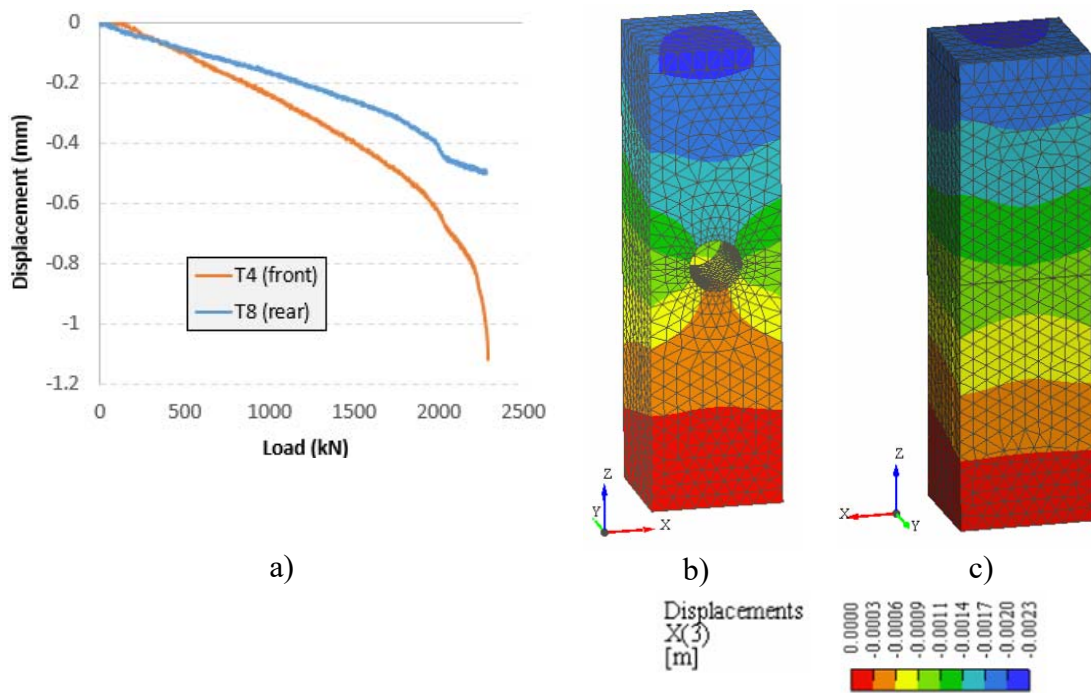 0
-0.2
-0.4
-0.6
-0.8
-1
-1.2
Displacement (mm)
T4 (front)
T8 (rear)
0 500 1000 1500 2000 2500
Load (kN)
a)
Z
Y
X
b)
Z
X
Y
c)
Displacements
X(3)
[m]
0.0000
-0.0003
-0.0006
-0.0009
-0.0011
-0.0014
-0.0017
-0.0020
-0.0023